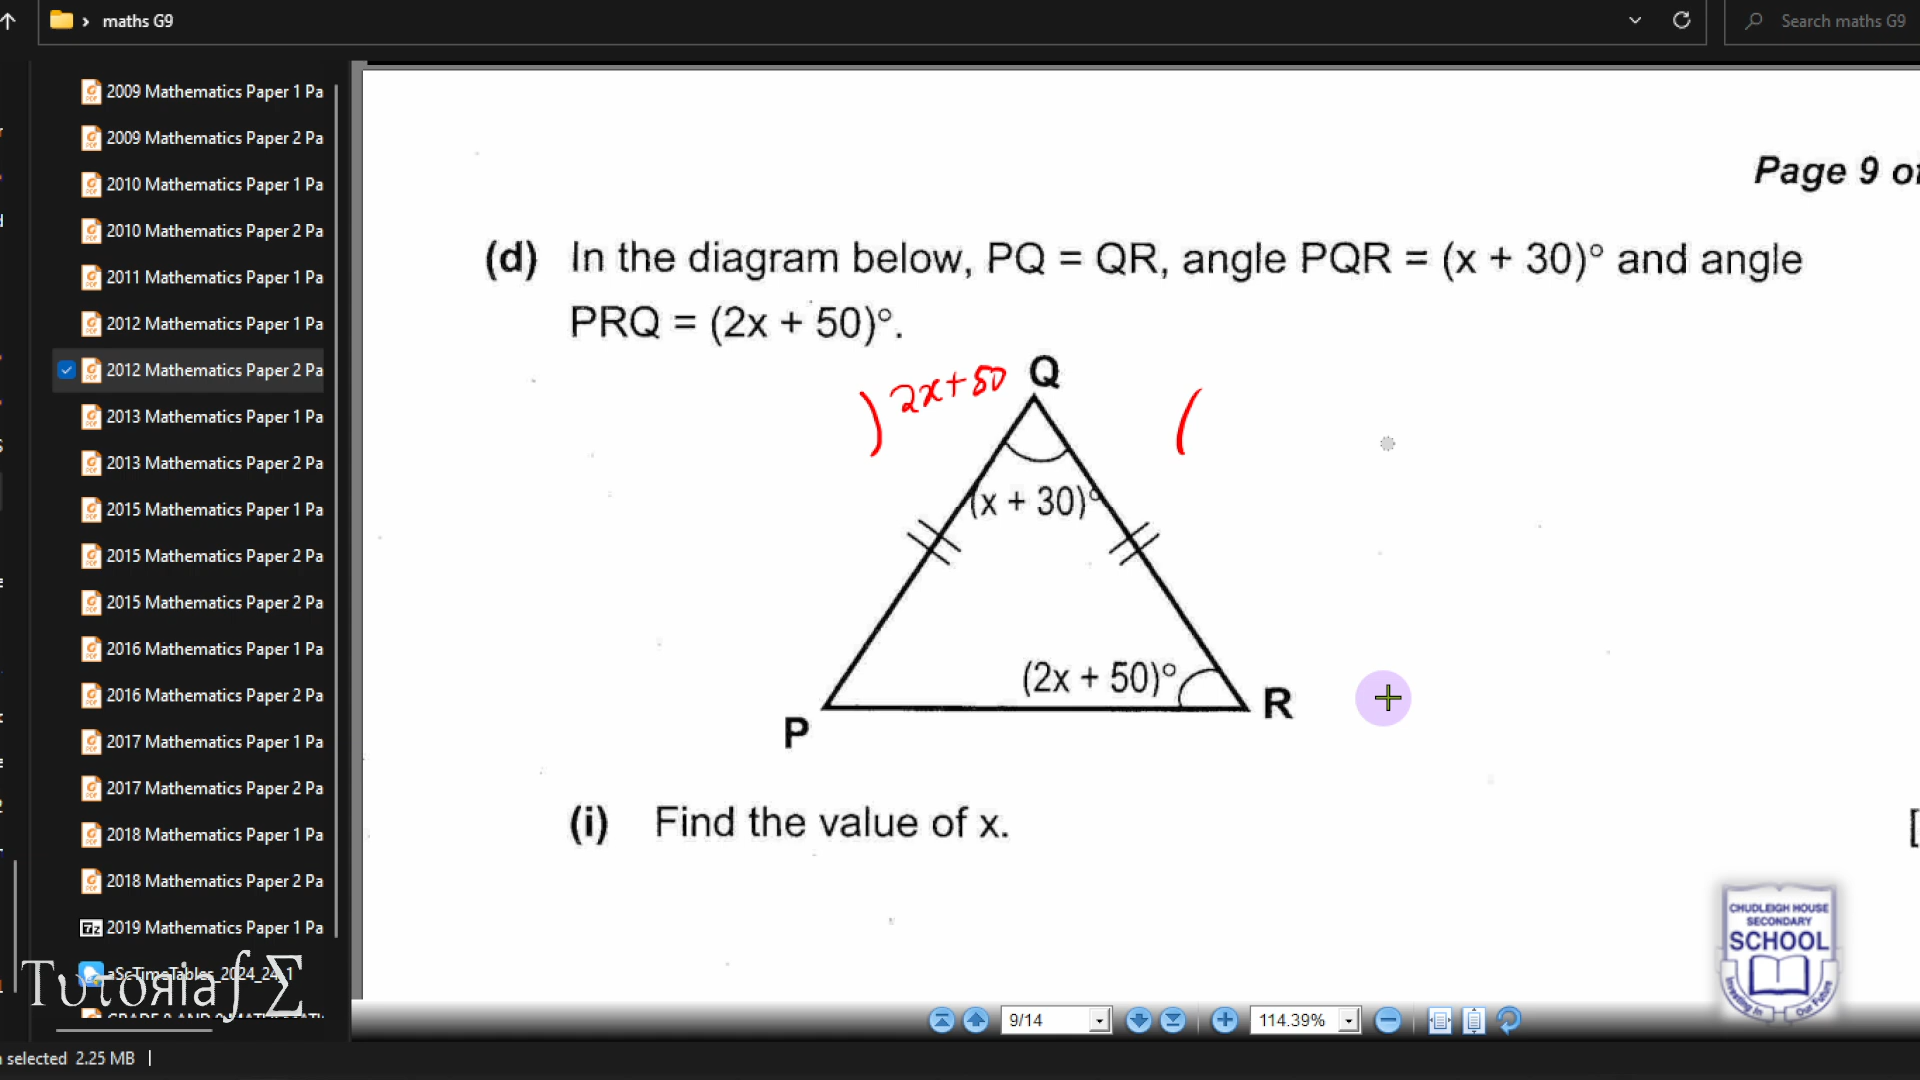 maths G9
Search maths G9
2009 Mathematics Paper 1 Pa
2009 Mathematics Paper 2 Pa
2010 Mathematics Paper 1 Pa
2010 Mathematics Paper 2 Pa
2011 Mathematics Paper 1 Pa
2012 Mathematics Paper 1 Pa
2012 Mathematics Paper 2 Pa
2013 Mathematics Paper 1 Pa
2013 Mathematics Paper 2 Pa
2015 Mathematics Paper 1 Pa
2015 Mathematics Paper 2 Pa
2015 Mathematics Paper 2 Pa
2016 Mathematics Paper 1 Pa
2016 Mathematics Paper 2 Pa
2017 Mathematics Paper 1 Pa
2017 Mathematics Paper 2 Pa
2018 Mathematics Paper 1 Pa
2018 Mathematics Paper 2 Pa
2019 Mathematics Paper 1 Pa
aScTimeTables_2024_24_1
Page 9 of
(d) In the diagram below, PQ = QR, angle PQR = (x + 30)° and angle
PRQ = (2x + 50)°.
) 2x+50 Q (
(x + 30)°
(2x + 50)° R
P
(i) Find the value of x.
[
CHUDLEIGH HOUSE
SECONDARY
SCHOOL
Investing In Our Future
9/14
114.39%
selected 2.25 MB